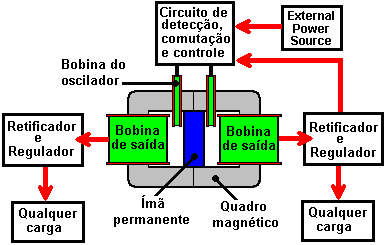 Circuito de
detecção,
comutação
e controle
External
Power
Source
Bobina do
oscilador
Retificador
e
Regulador
Bobina
de saída
Bobina
de saída
Retificador
e
Regulador
Ímã
permanente
Quadro
magnético
Qualquer
carga
Qualquer
carga